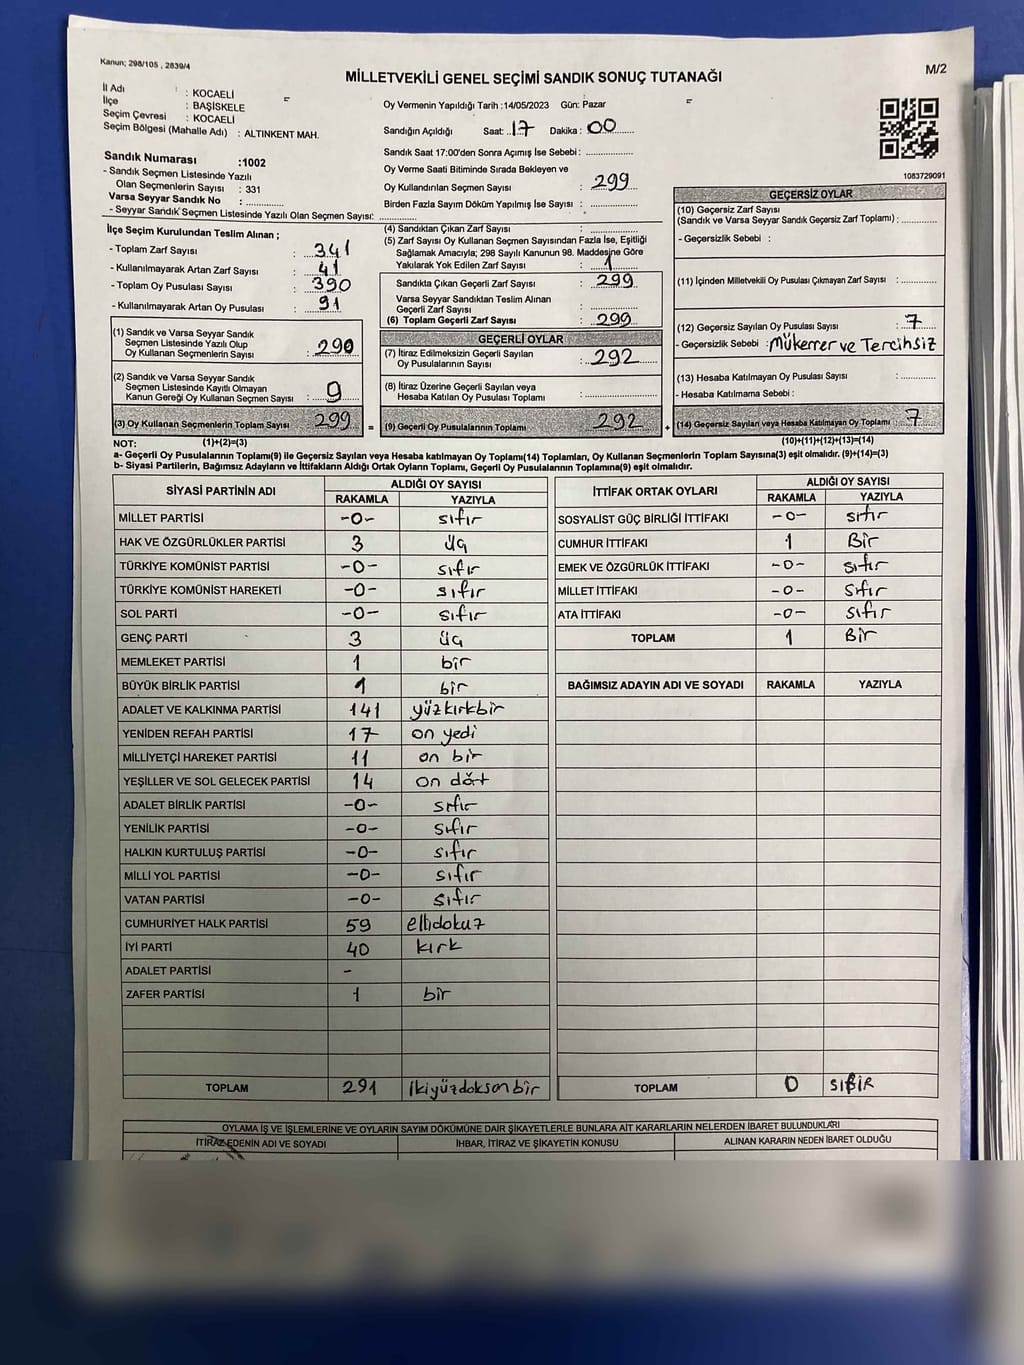 Kanun; 298/105 , 2839/4
MİLLETVEKİLİ GENEL SEÇİMİ SANDIK SONUÇ TUTANAĞI
M/2
İl Adı : KOCAELİ
İlçe : BAŞİSKELE
Seçim Çevresi : KOCAELİ
Seçim Bölgesi (Mahalle Adı) : ALTINKENT MAH.
Oy Vermenin Yapıldığı Tarih :14/05/2023 Gün: Pazar
Sandığın Açıldığı Saat: 17 Dakika: 00
Sandık Saat 17:00'den Sonra Açımış İse Sebebi:
Oy Verme Saati Bitiminde Sırada Bekleyen ve
Oy Kullandırılan Seçmen Sayısı : 299
Birden Fazla Sayım Döküm Yapılmış İse Sayısı :
1083729091
Sandık Numarası :1002
- Sandık Seçmen Listesinde Yazılı
Olan Seçmenlerin Sayısı : 331
Varsa Seyyar Sandık No :
- Seyyar Sandık Seçmen Listesinde Yazılı Olan Seçmen Sayısı:
İlçe Seçim Kurulundan Teslim Alınan ;
- Toplam Zarf Sayısı : 341
- Kullanılmayarak Artan Zarf Sayısı : 41
- Toplam Oy Pusulası Sayısı : 390
- Kullanılmayarak Artan Oy Pusulası : 91
(1) Sandık ve Varsa Seyyar Sandık
Seçmen Listesinde Yazılı Olup
Oy Kullanan Seçmenlerin Sayısı : 290
(2) Sandık ve Varsa Seyyar Sandık
Seçmen Listesinde Kayıtlı Olmayan
Kanun Gereği Oy Kullanan Seçmen Sayısı : 9
(3) Oy Kullanan Seçmenlerin Toplam Sayısı 299 =
(1)+(2)=(3)
(4) Sandıktan Çıkan Zarf Sayısı :
(5) Zarf Sayısı Oy Kullanan Seçmen Sayısından Fazla İse, Eşitliği
Sağlamak Amacıyla; 298 Sayılı Kanunun 98. Maddesine Göre
Yakılarak Yok Edilen Zarf Sayısı : 1
Sandıkta Çıkan Geçerli Zarf Sayısı : 299
Varsa Seyyar Sandıktan Teslim Alınan
Geçerli Zarf Sayısı :
(6) Toplam Geçerli Zarf Sayısı : 299
GEÇERLİ OYLAR
(7) İtiraz Edilmeksizin Geçerli Sayılan
Oy Pusulalarının Sayısı : 292
(8) İtiraz Üzerine Geçerli Sayılan veya
Hesaba Katılan Oy Pusulası Toplamı :
(9) Geçerli Oy Pusulalarının Toplamı 292 +
GEÇERSİZ OYLAR
(10) Geçersiz Zarf Sayısı
(Sandık ve Varsa Seyyar Sandık Geçersiz Zarf Toplamı) :
- Geçersizlik Sebebi :
(11) İçinden Milletvekili Oy Pusulası Çıkmayan Zarf Sayısı :
(12) Geçersiz Sayılan Oy Pusulası Sayısı : 7
- Geçersizlik Sebebi : Mükerrer ve Tercihsiz
(13) Hesaba Katılmayan Oy Pusulası Sayısı :
- Hesaba Katılmama Sebebi :
(14) Geçersiz Sayılan veya Hesaba Katılmayan Oy Toplamı 7
(10)+(11)+(12)+(13)=(14)
NOT:
a- Geçerli Oy Pusulalarının Toplamı(9) ile Geçersiz Sayılan veya Hesaba katılmayan Oy Toplamı(14) Toplamları, Oy Kullanan Seçmenlerin Toplam Sayısına(3) eşit olmalıdır. (9)+(14)=(3)
b- Siyasi Partilerin, Bağımsız Adayların ve İttifakların Aldığı Ortak Oyların Toplamı, Geçerli Oy Pusulalarının Toplamına(9) eşit olmalıdır.
SİYASİ PARTİNİN ADI ALDIĞI OY SAYISI
RAKAMLA YAZIYLA
MİLLET PARTİSİ -0- sıfır
HAK VE ÖZGÜRLÜKLER PARTİSİ 3 üç
TÜRKİYE KOMÜNİST PARTİSİ -0- sıfır
TÜRKİYE KOMÜNİST HAREKETİ -0- sıfır
SOL PARTİ -0- sıfır
GENÇ PARTİ 3 üç
MEMLEKET PARTİSİ 1 bir
BÜYÜK BİRLİK PARTİSİ 1 bir
ADALET VE KALKINMA PARTİSİ 141 yüzkırkbir
YENİDEN REFAH PARTİSİ 17 on yedi
MİLLİYETÇİ HAREKET PARTİSİ 11 on bir
YEŞİLLER VE SOL GELECEK PARTİSİ 14 on dört
ADALET BİRLİK PARTİSİ -0- sıfır
YENİLİK PARTİSİ -0- sıfır
HALKIN KURTULUŞ PARTİSİ -0- sıfır
MİLLİ YOL PARTİSİ -0- sıfır
VATAN PARTİSİ -0- sıfır
CUMHURİYET HALK PARTİSİ 59 ellidokuz
İYİ PARTİ 40 kırk
ADALET PARTİSİ -
ZAFER PARTİSİ 1 bir
TOPLAM 291 İkiyüzdoksanbir
İTTİFAK ORTAK OYLARI ALDIĞI OY SAYISI
RAKAMLA YAZIYLA
SOSYALİST GÜÇ BİRLİĞİ İTTİFAKI -0- sıfır
CUMHUR İTTİFAKI 1 Bir
EMEK VE ÖZGÜRLÜK İTTİFAKI -0- sıfır
MİLLET İTTİFAKI -0- sıfır
ATA İTTİFAKI -0- sıfır
TOPLAM 1 Bir
BAĞIMSIZ ADAYIN ADI VE SOYADI RAKAMLA YAZIYLA
TOPLAM 0 SIFIR
OYLAMA İŞ VE İŞLEMLERİNE VE OYLARIN SAYIM DÖKÜMÜNE DAİR ŞİKAYETLERLE BUNLARA AİT KARARLARIN NELERDEN İBARET BULUNDUKLARI
İTİRAZ EDENİN ADI VE SOYADI İHBAR, İTİRAZ VE ŞİKAYETİN KONUSU ALINAN KARARIN NEDEN İBARET OLDUĞU